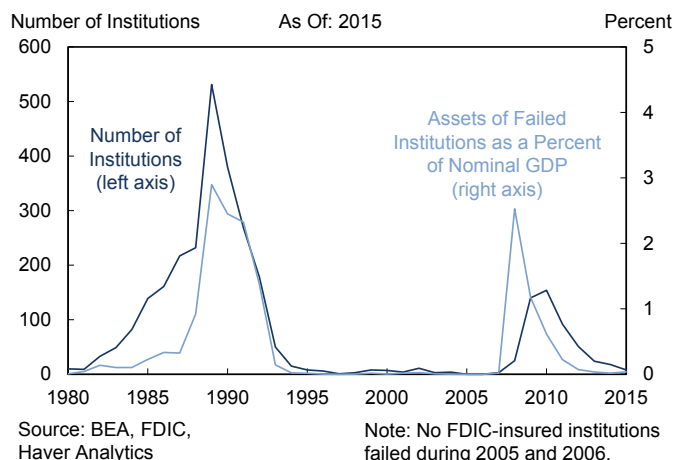 Number of Institutions As Of: 2015 Percent
600 5
500
4
400
3
300
2
200
1
100
0 0
Number of
Institutions
(left axis)
Assets of Failed
Institutions as a Percent
of Nominal GDP
(right axis)
1980 1985 1990 1995 2000 2005 2010 2015
Source: BEA, FDIC,
Haver Analytics
Note: No FDIC-insured institutions
failed during 2005 and 2006.